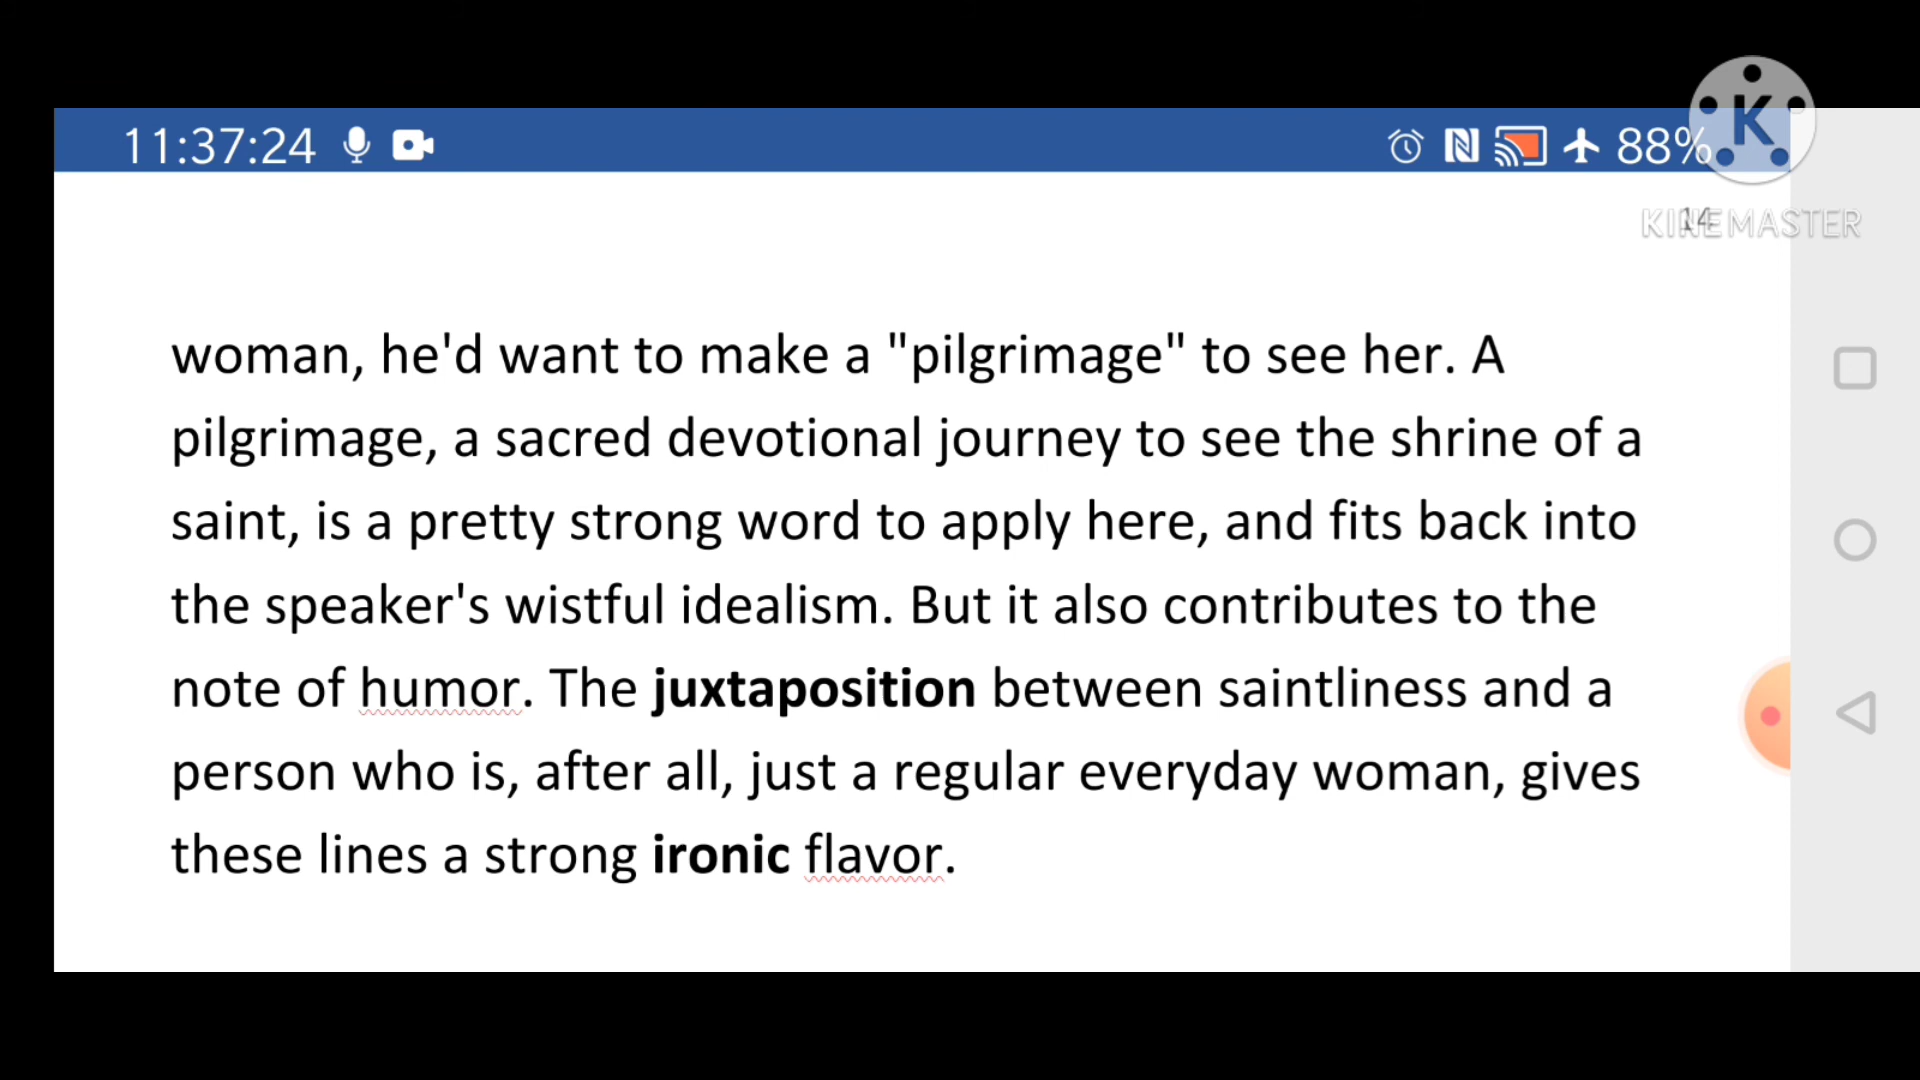 11:37:24 88%
K
14
KINEMASTER
woman, he'd want to make a "pilgrimage" to see her. A
pilgrimage, a sacred devotional journey to see the shrine of a
saint, is a pretty strong word to apply here, and fits back into
the speaker's wistful idealism. But it also contributes to the
note of humor. The juxtaposition between saintliness and a
person who is, after all, just a regular everyday woman, gives
these lines a strong ironic flavor.